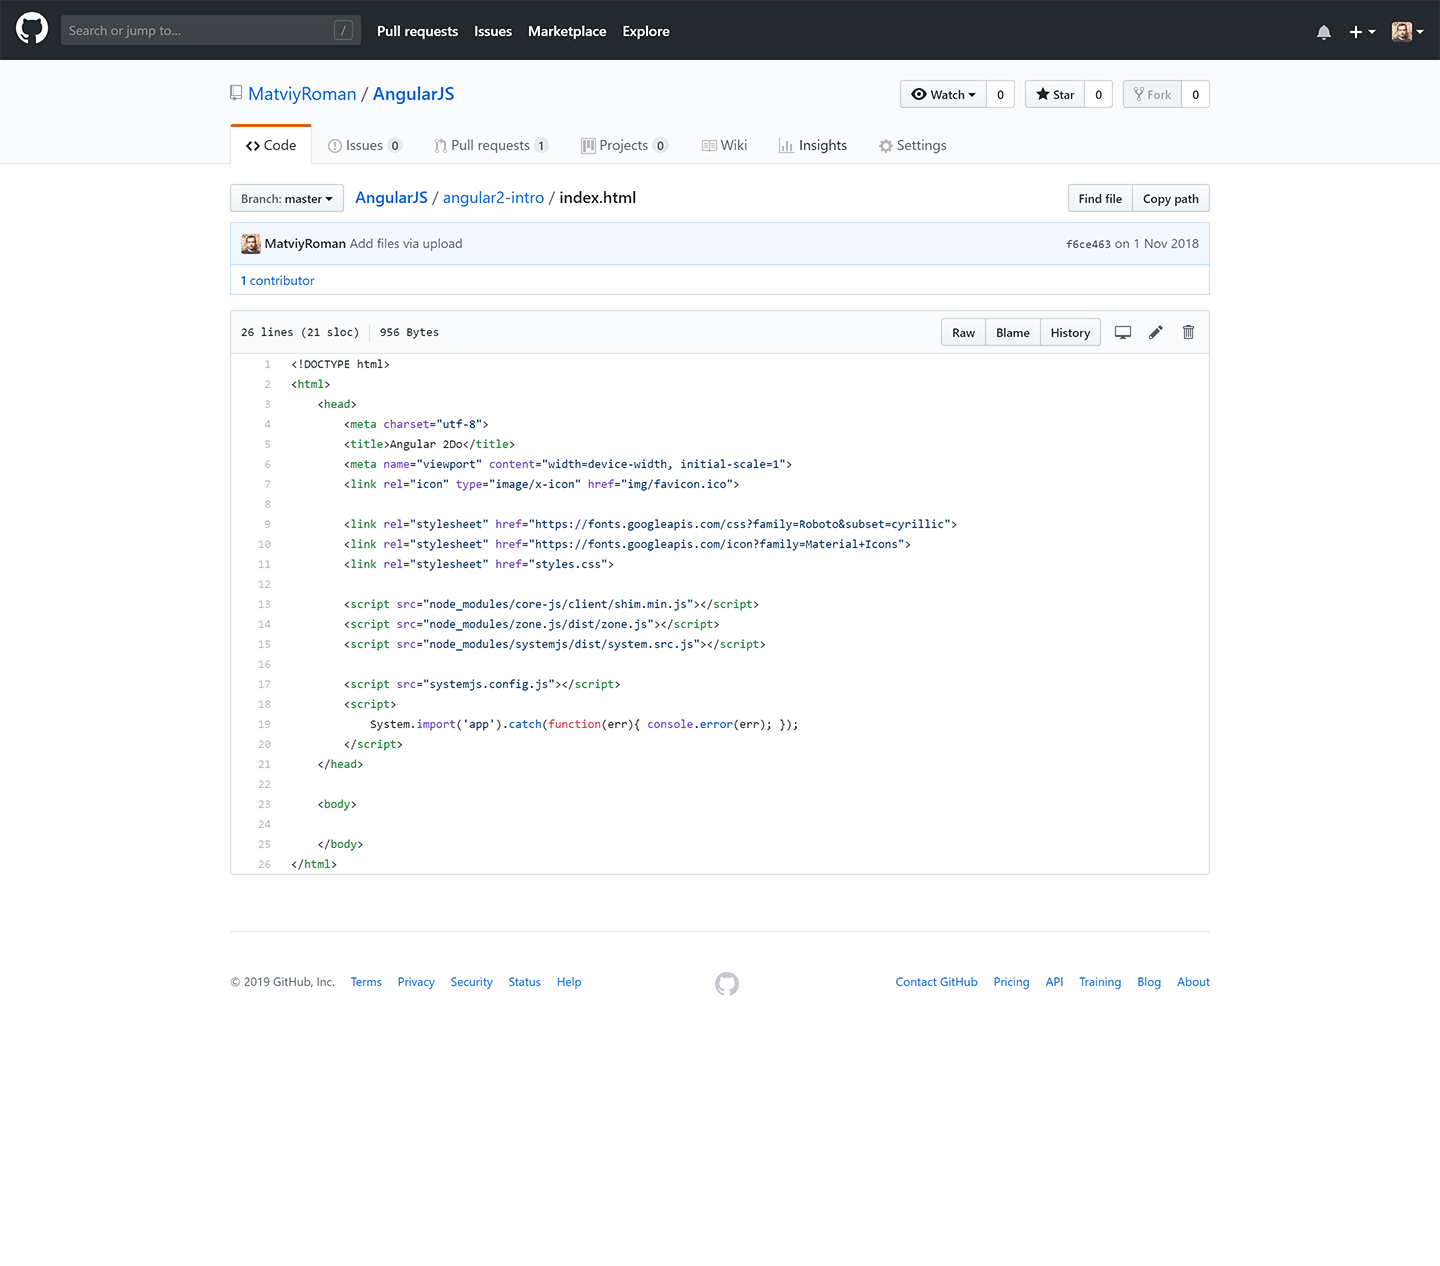 Search or jump to... /
Pull requests Issues Marketplace Explore
MatviyRoman / AngularJS
Watch 0 Star 0 Fork 0
Code Issues 0 Pull requests 1 Projects 0 Wiki Insights Settings
Branch: master AngularJS / angular2-intro / index.html Find file Copy path
MatviyRoman Add files via upload f6ce463 on 1 Nov 2018
1 contributor
26 lines (21 sloc) 956 Bytes Raw Blame History
1 <!DOCTYPE html>
2 <html>
3     <head>
4         <meta charset="utf-8">
5         <title>Angular 2Do</title>
6         <meta name="viewport" content="width=device-width, initial-scale=1">
7         <link rel="icon" type="image/x-icon" href="img/favicon.ico">
8
9         <link rel="stylesheet" href="https://fonts.googleapis.com/css?family=Roboto&subset=cyrillic">
10         <link rel="stylesheet" href="https://fonts.googleapis.com/icon?family=Material+Icons">
11         <link rel="stylesheet" href="styles.css">
12
13         <script src="node_modules/core-js/client/shim.min.js"></script>
14         <script src="node_modules/zone.js/dist/zone.js"></script>
15         <script src="node_modules/systemjs/dist/system.src.js"></script>
16
17         <script src="systemjs.config.js"></script>
18         <script>
19             System.import('app').catch(function(err){ console.error(err); });
20         </script>
21     </head>
22
23     <body>
24
25     </body>
26 </html>
© 2019 GitHub, Inc. Terms Privacy Security Status Help Contact GitHub Pricing API Training Blog About